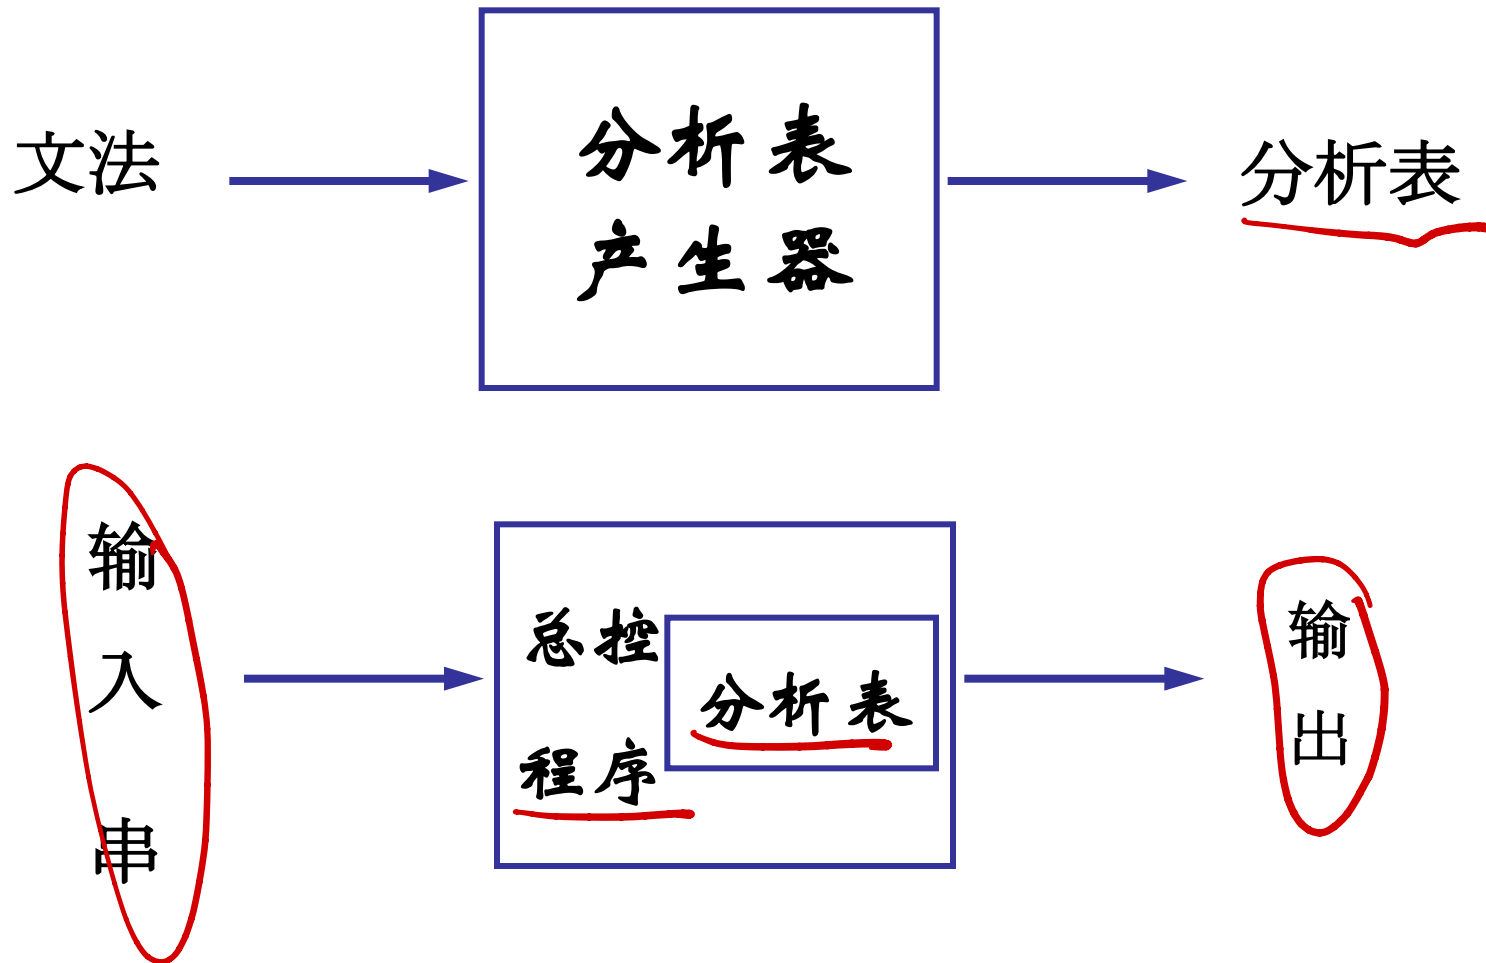 文法
分析表
产生器
分析表
输
入
串
总控
程序
分析表
输
出